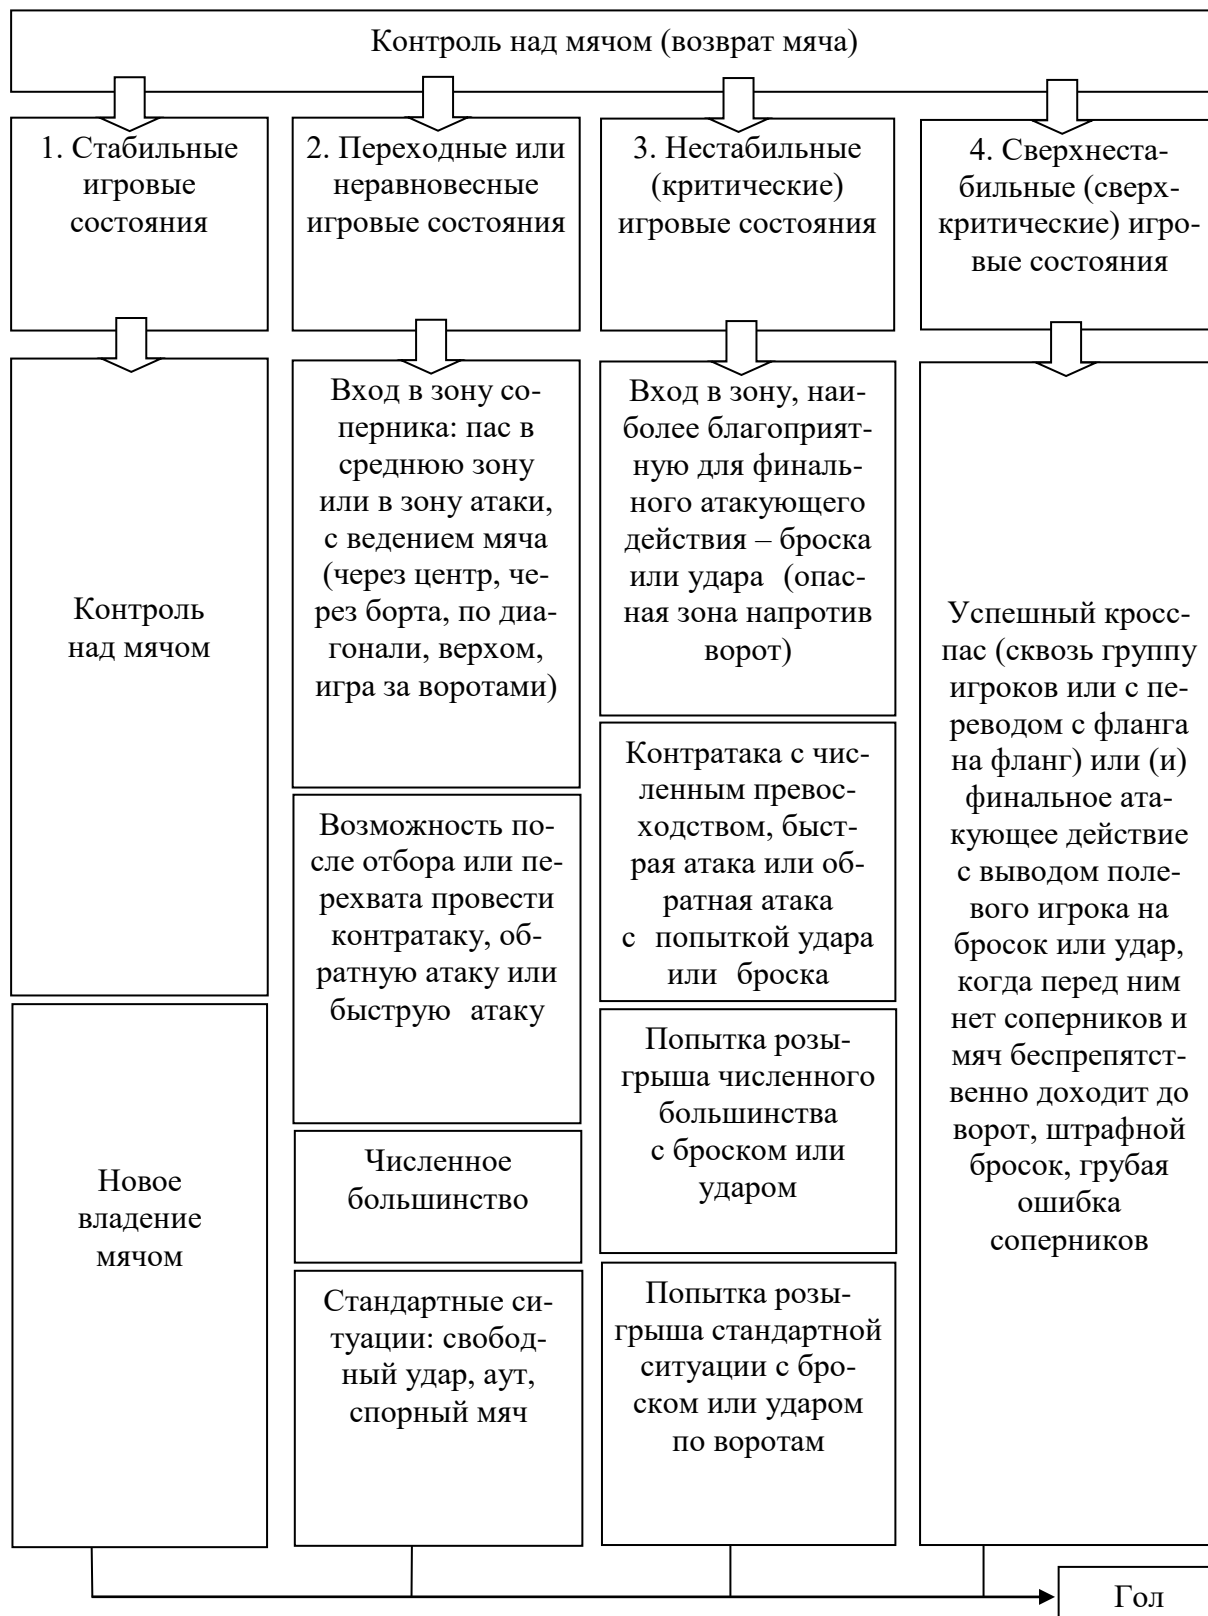 Контроль над мячом (возврат мяча)
1. Стабильные
игровые
состояния
2. Переходные или
неравновесные
игровые состояния
3. Нестабильные
(критические)
игровые состояния
4. Сверхнеста-
бильные (сверх-
критические) игро-
вые состояния
Контроль
над мячом
Новое
владение
мячом
Вход в зону со-
перника: пас в
среднюю зону
или в зону атаки,
с ведением мяча
(через центр, че-
рез борта, по диа-
гонали, верхом,
игра за воротами)
Возможность по-
сле отбора или пе-
рехвата провести
контратаку, об-
ратную атаку или
быструю атаку
Численное
большинство
Стандартные си-
туации: свобод-
ный удар, аут,
спорный мяч
Вход в зону, наи-
более благоприят-
ную для финаль-
ного атакующего
действия – броска
или удара (опас-
ная зона напротив
ворот)
Контратака с чис-
ленным превос-
ходством, быст-
рая атака или об-
ратная атака
с попыткой удара
или броска
Попытка розы-
грыша численного
большинства
с броском или
ударом
Попытка розы-
грыша стандартной
ситуации с бро-
ском или ударом
по воротам
Успешный кросс-
пас (сквозь группу
игроков или с пе-
реводом с фланга
на фланг) или (и)
финальное ата-
кующее действие
с выводом поле-
вого игрока на
бросок или удар,
когда перед ним
нет соперников и
мяч беспрепятст-
венно доходит до
ворот, штрафной
бросок, грубая
ошибка
соперников
Гол